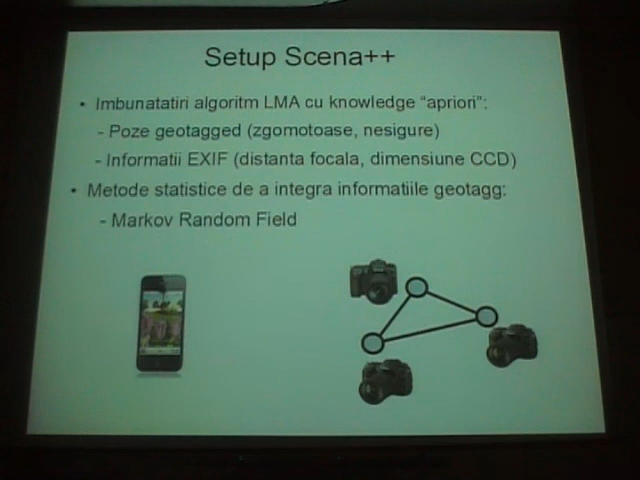 Setup Scena++
• Imbunatatiri algoritm LMA cu knowledge “apriori”:
- Poze geotagged (zgomotoase, nesigure)
- Informatii EXIF (distanta focala, dimensiune CCD)
• Metode statistice de a integra informatiile geotagg:
- Markov Random Field